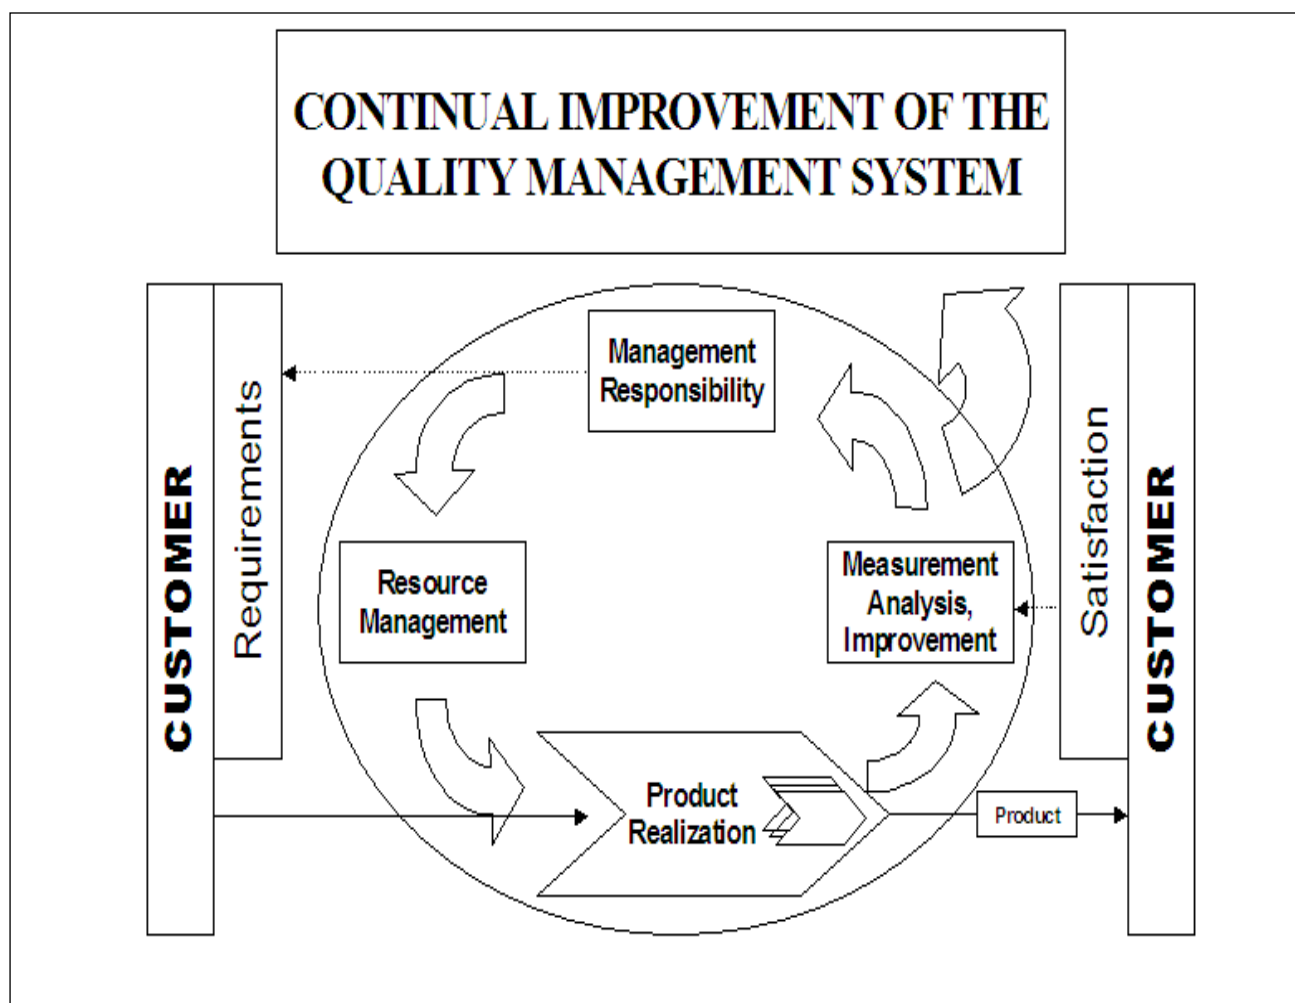 CONTINUAL IMPROVEMENT OF THE
QUALITY MANAGEMENT SYSTEM
CUSTOMER
Requirements
Management
Responsibility
Resource
Management
Measurement
Analysis,
Improvement
Product
Realization
Product
Satisfaction
CUSTOMER